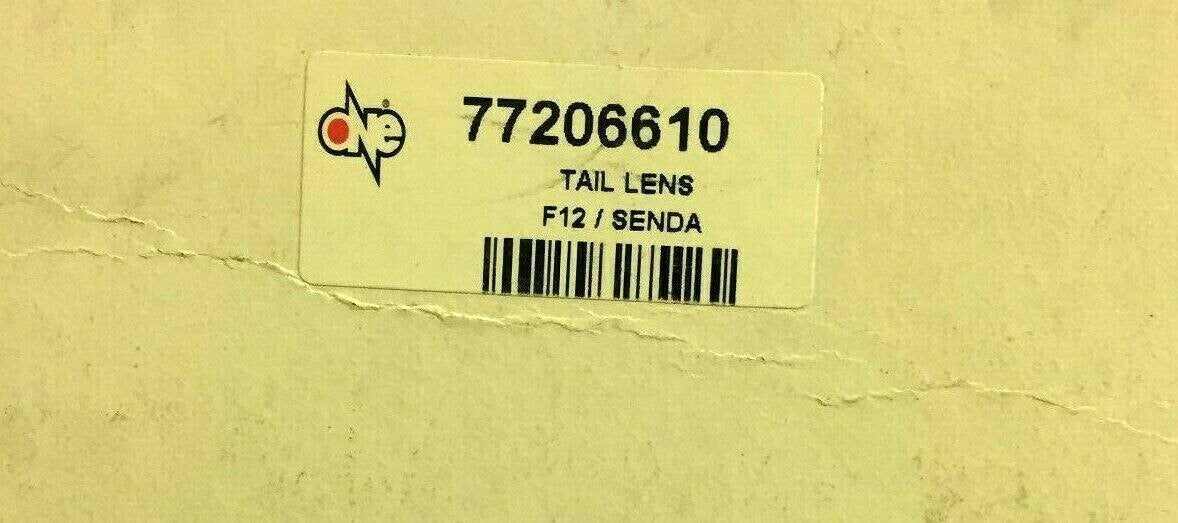 one®
77206610
TAIL LENS
F12 / SENDA